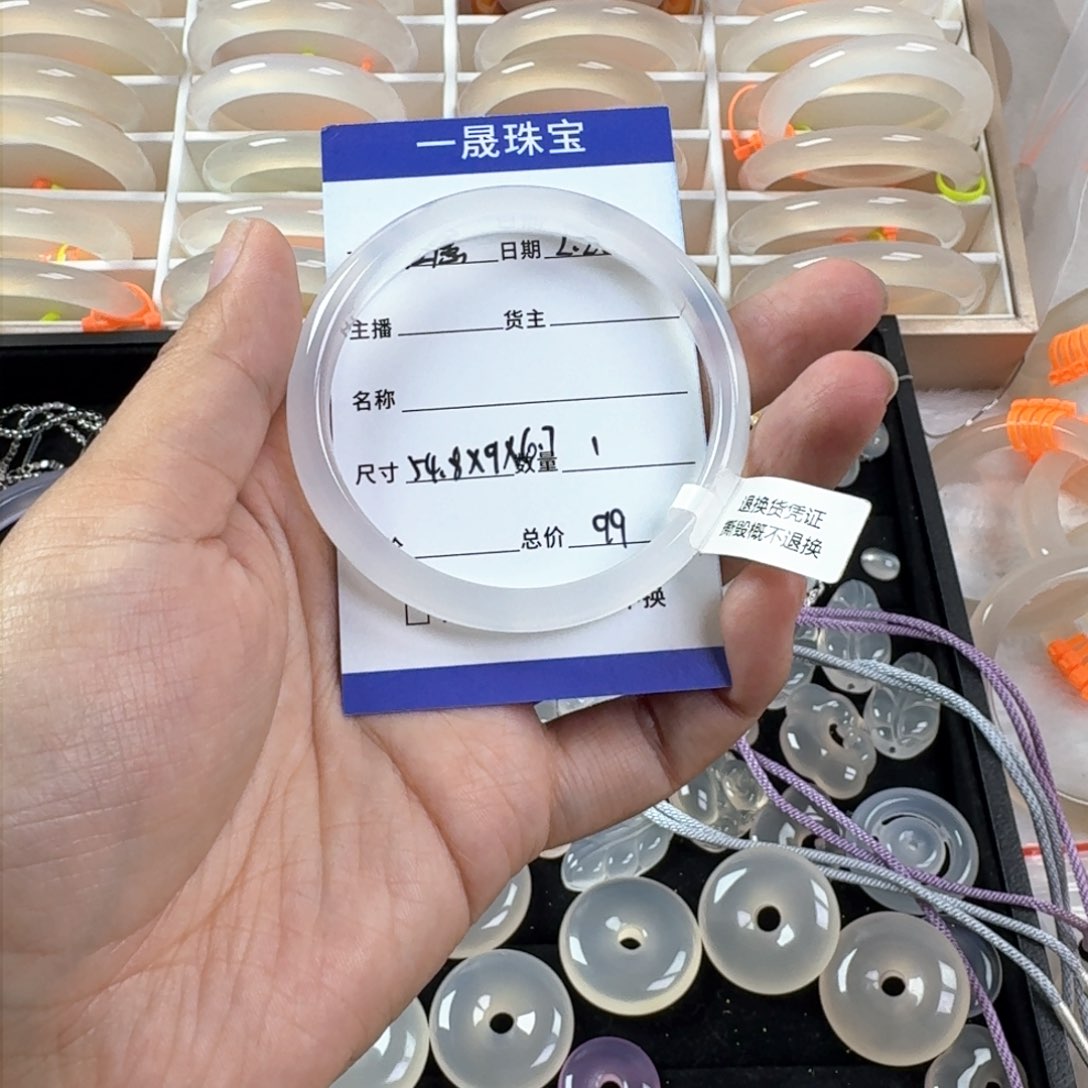 一晟珠宝
日期
主播 货主
名称
尺寸 54.8X9X6.7 数量 1
总价 99
换
退换货凭证
撕毁概不退换